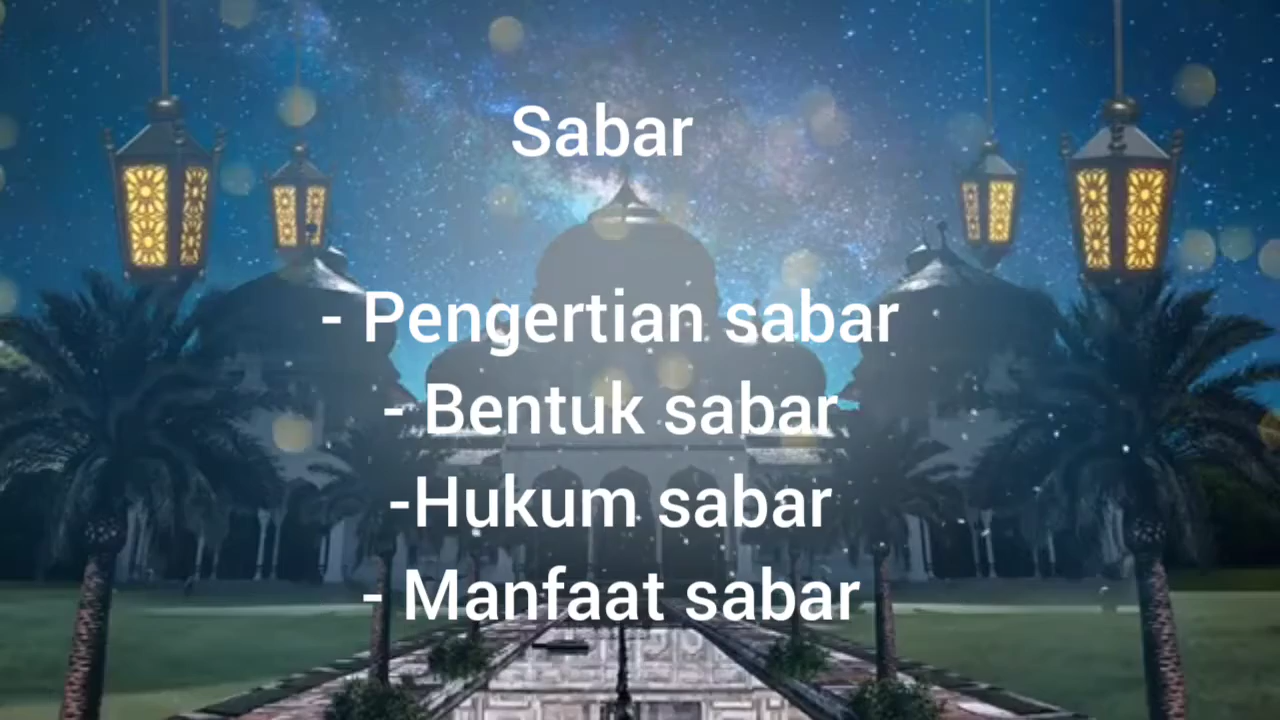 Sabar
- Pengertian sabar
- Bentuk sabar
-Hukum sabar
- Manfaat sabar